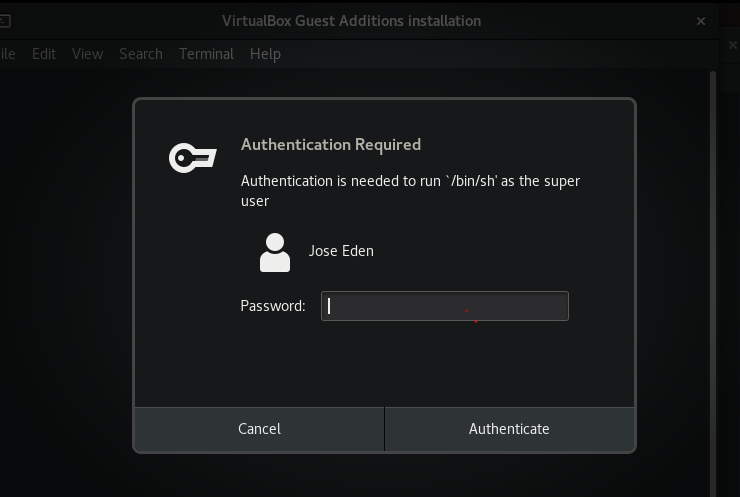 VirtualBox Guest Additions installation
ile Edit View Search Terminal Help
Authentication Required
Authentication is needed to run `/bin/sh' as the super
user
Jose Eden
Password:
Cancel Authenticate